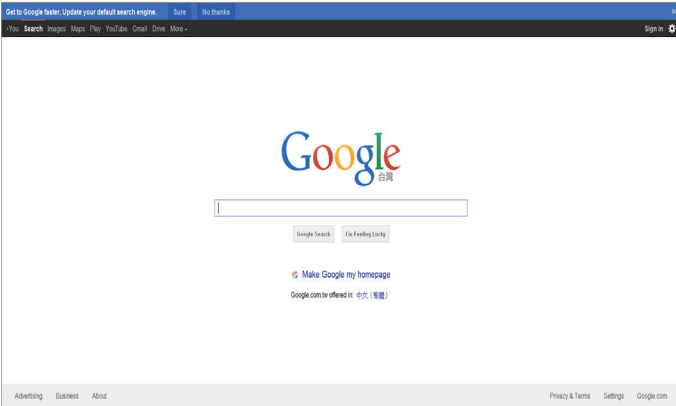 Get to Google faster. Update your default search engine. Sure No thanks ×
+You Search Images Maps Play YouTube Gmail Drive More Sign in
Google
台灣
Google Search I'm Feeling Lucky
Make Google my homepage
Google.com.tw offered in: 中文（繁體）
Advertising Business About Privacy & Terms Settings Google.com